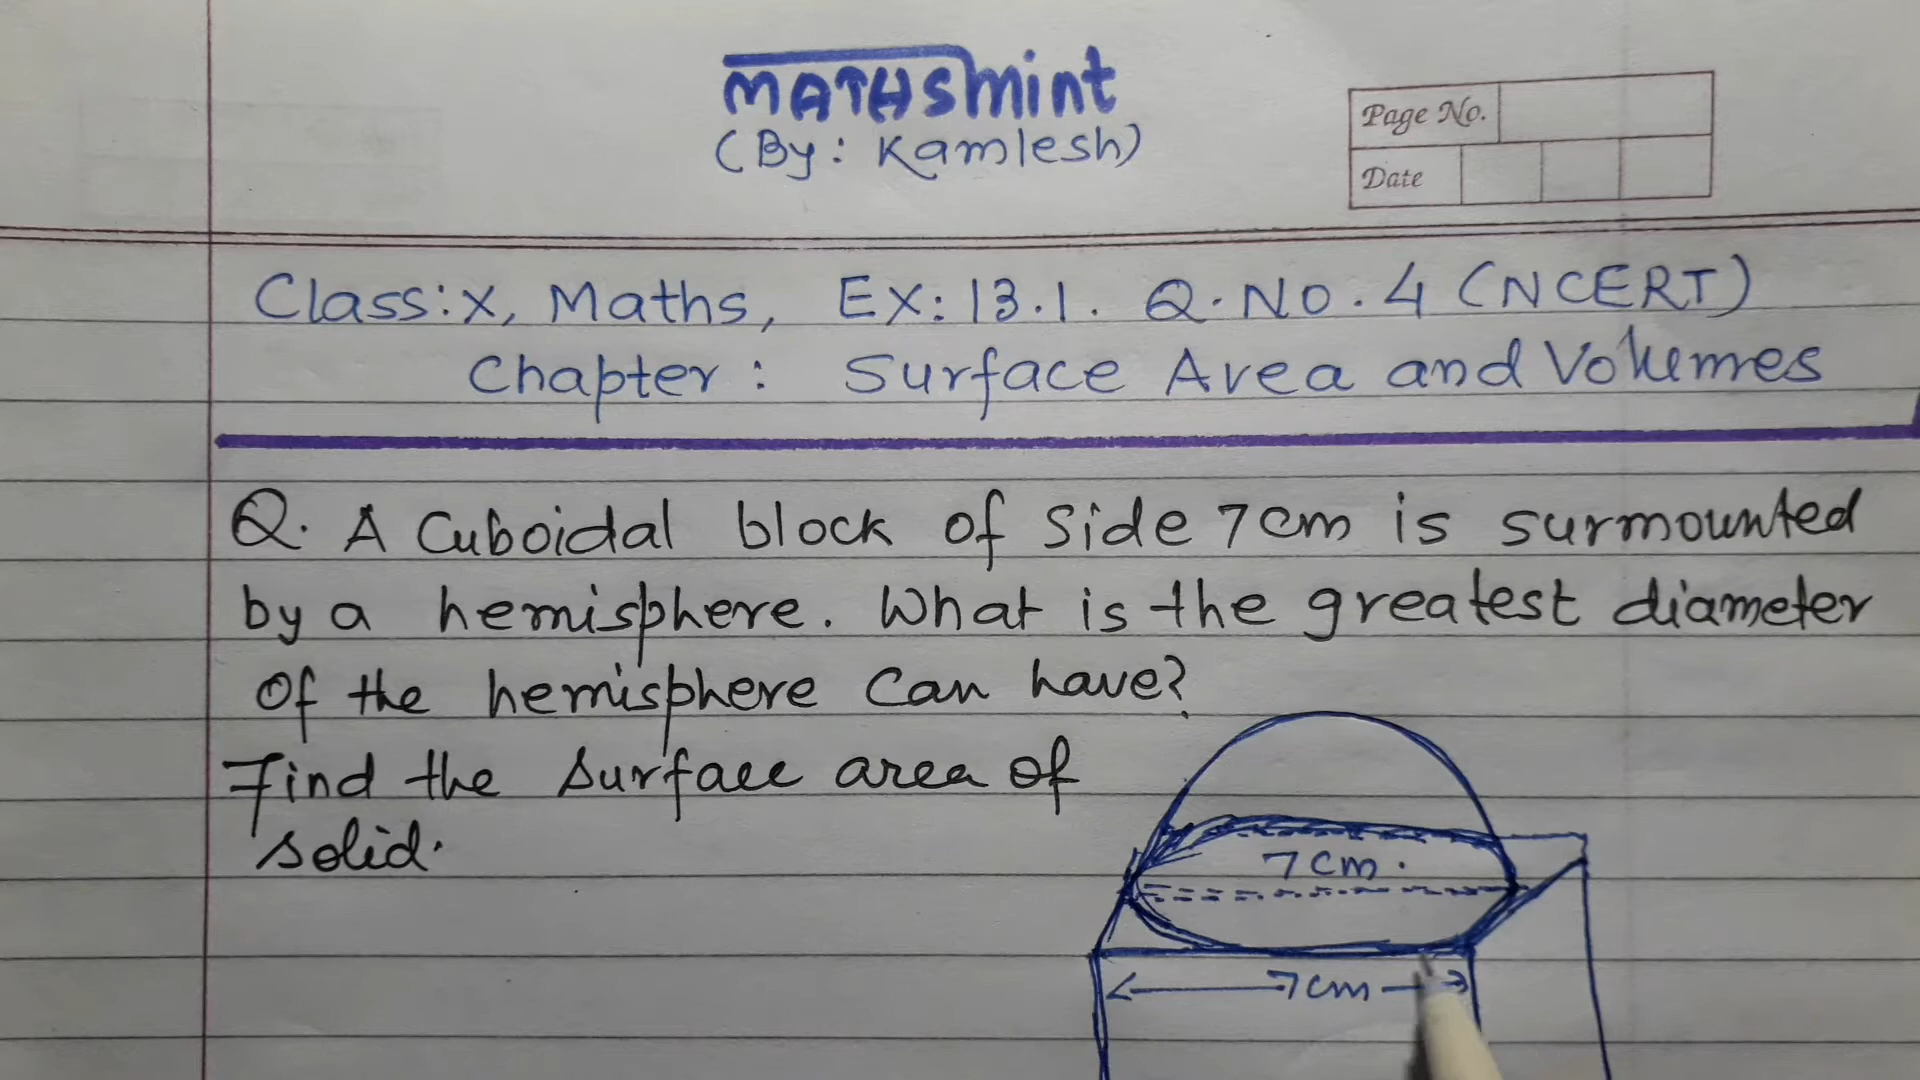 MATHSmint
(By: Kamlesh)
Page No.
Date
Class: X, Maths, Ex: 13.1. Q. No. 4 (NCERT)
Chapter: Surface Area and Volumes
Q. A Cuboidal block of Side 7cm is surmounted
by a hemisphere. What is the greatest diameter
Of the hemisphere Can have?
Find the surface area of
solid.
7cm.
7cm